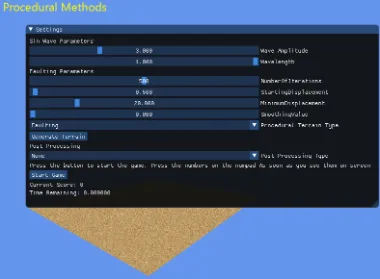 Procedural Methods
Settings
Sin Wave Parameters
3.000 Wave Amplitude
1.000 Wavelength
Faulting Parameters
500 NumberOfIterations
0.500 StartingDisplacement
20.000 MinimumDisplacement
0.000 SmoothingValue
Faulting Procedural Terrain Type
Generate Terrain
Post Processing
None Post Processing Type
Press the button to start the game. Press the numbers on the numpad As soon as you see them on screen
Start Game
Current Score: 0
Time Remaining: 0.000000